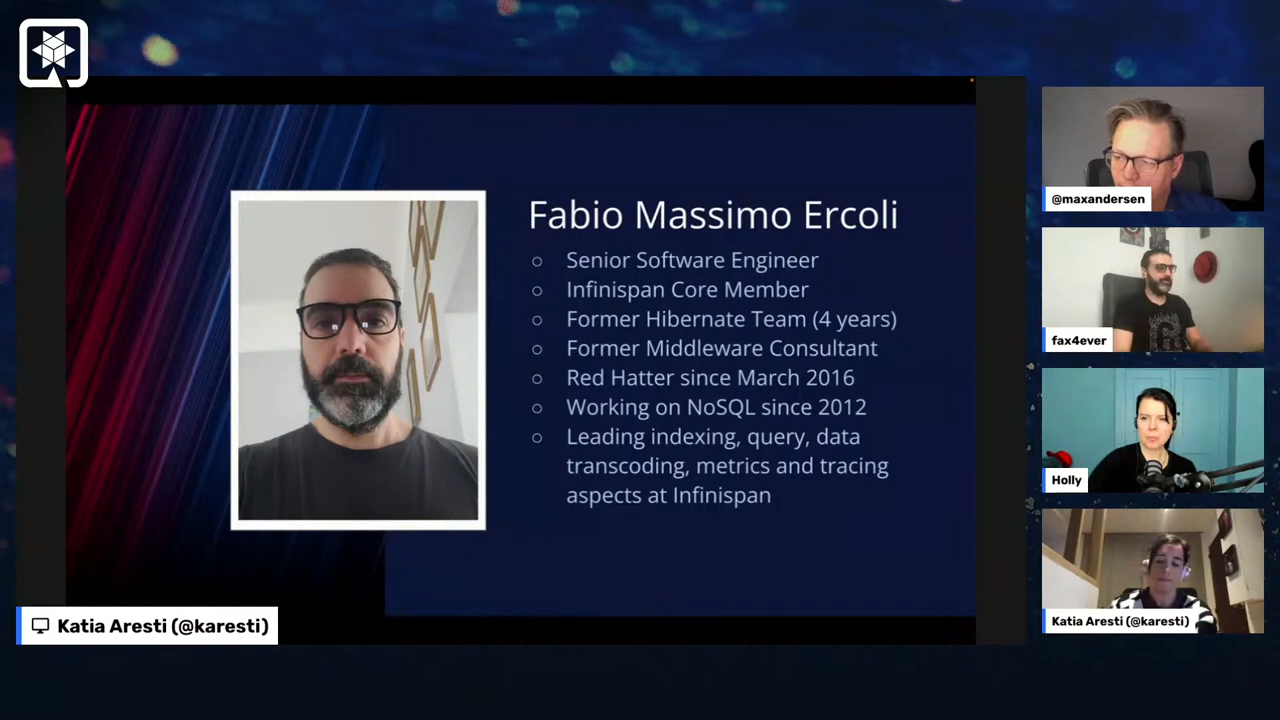 Fabio Massimo Ercoli
Senior Software Engineer
Infinispan Core Member
Former Hibernate Team (4 years)
Former Middleware Consultant
Red Hatter since March 2016
Working on NoSQL since 2012
Leading indexing, query, data
transcoding, metrics and tracing
aspects at Infinispan
Katia Aresti (@karesti)
@maxandersen
fax4ever
Holly
Katia Aresti (@karesti)